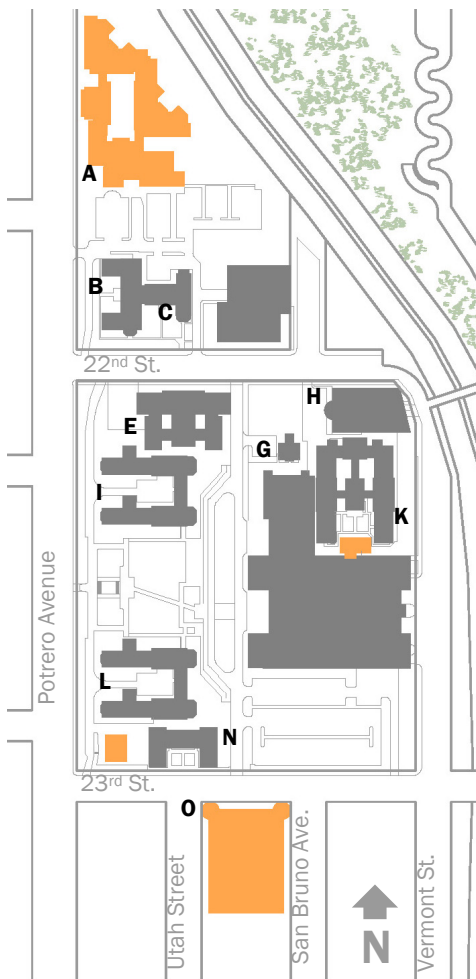 A
B
C
22nd St.
H
E
G
I
K
Potrero Avenue
L
N
23rd St.
O
Utah Street
San Bruno Ave.
N
Vermont St.